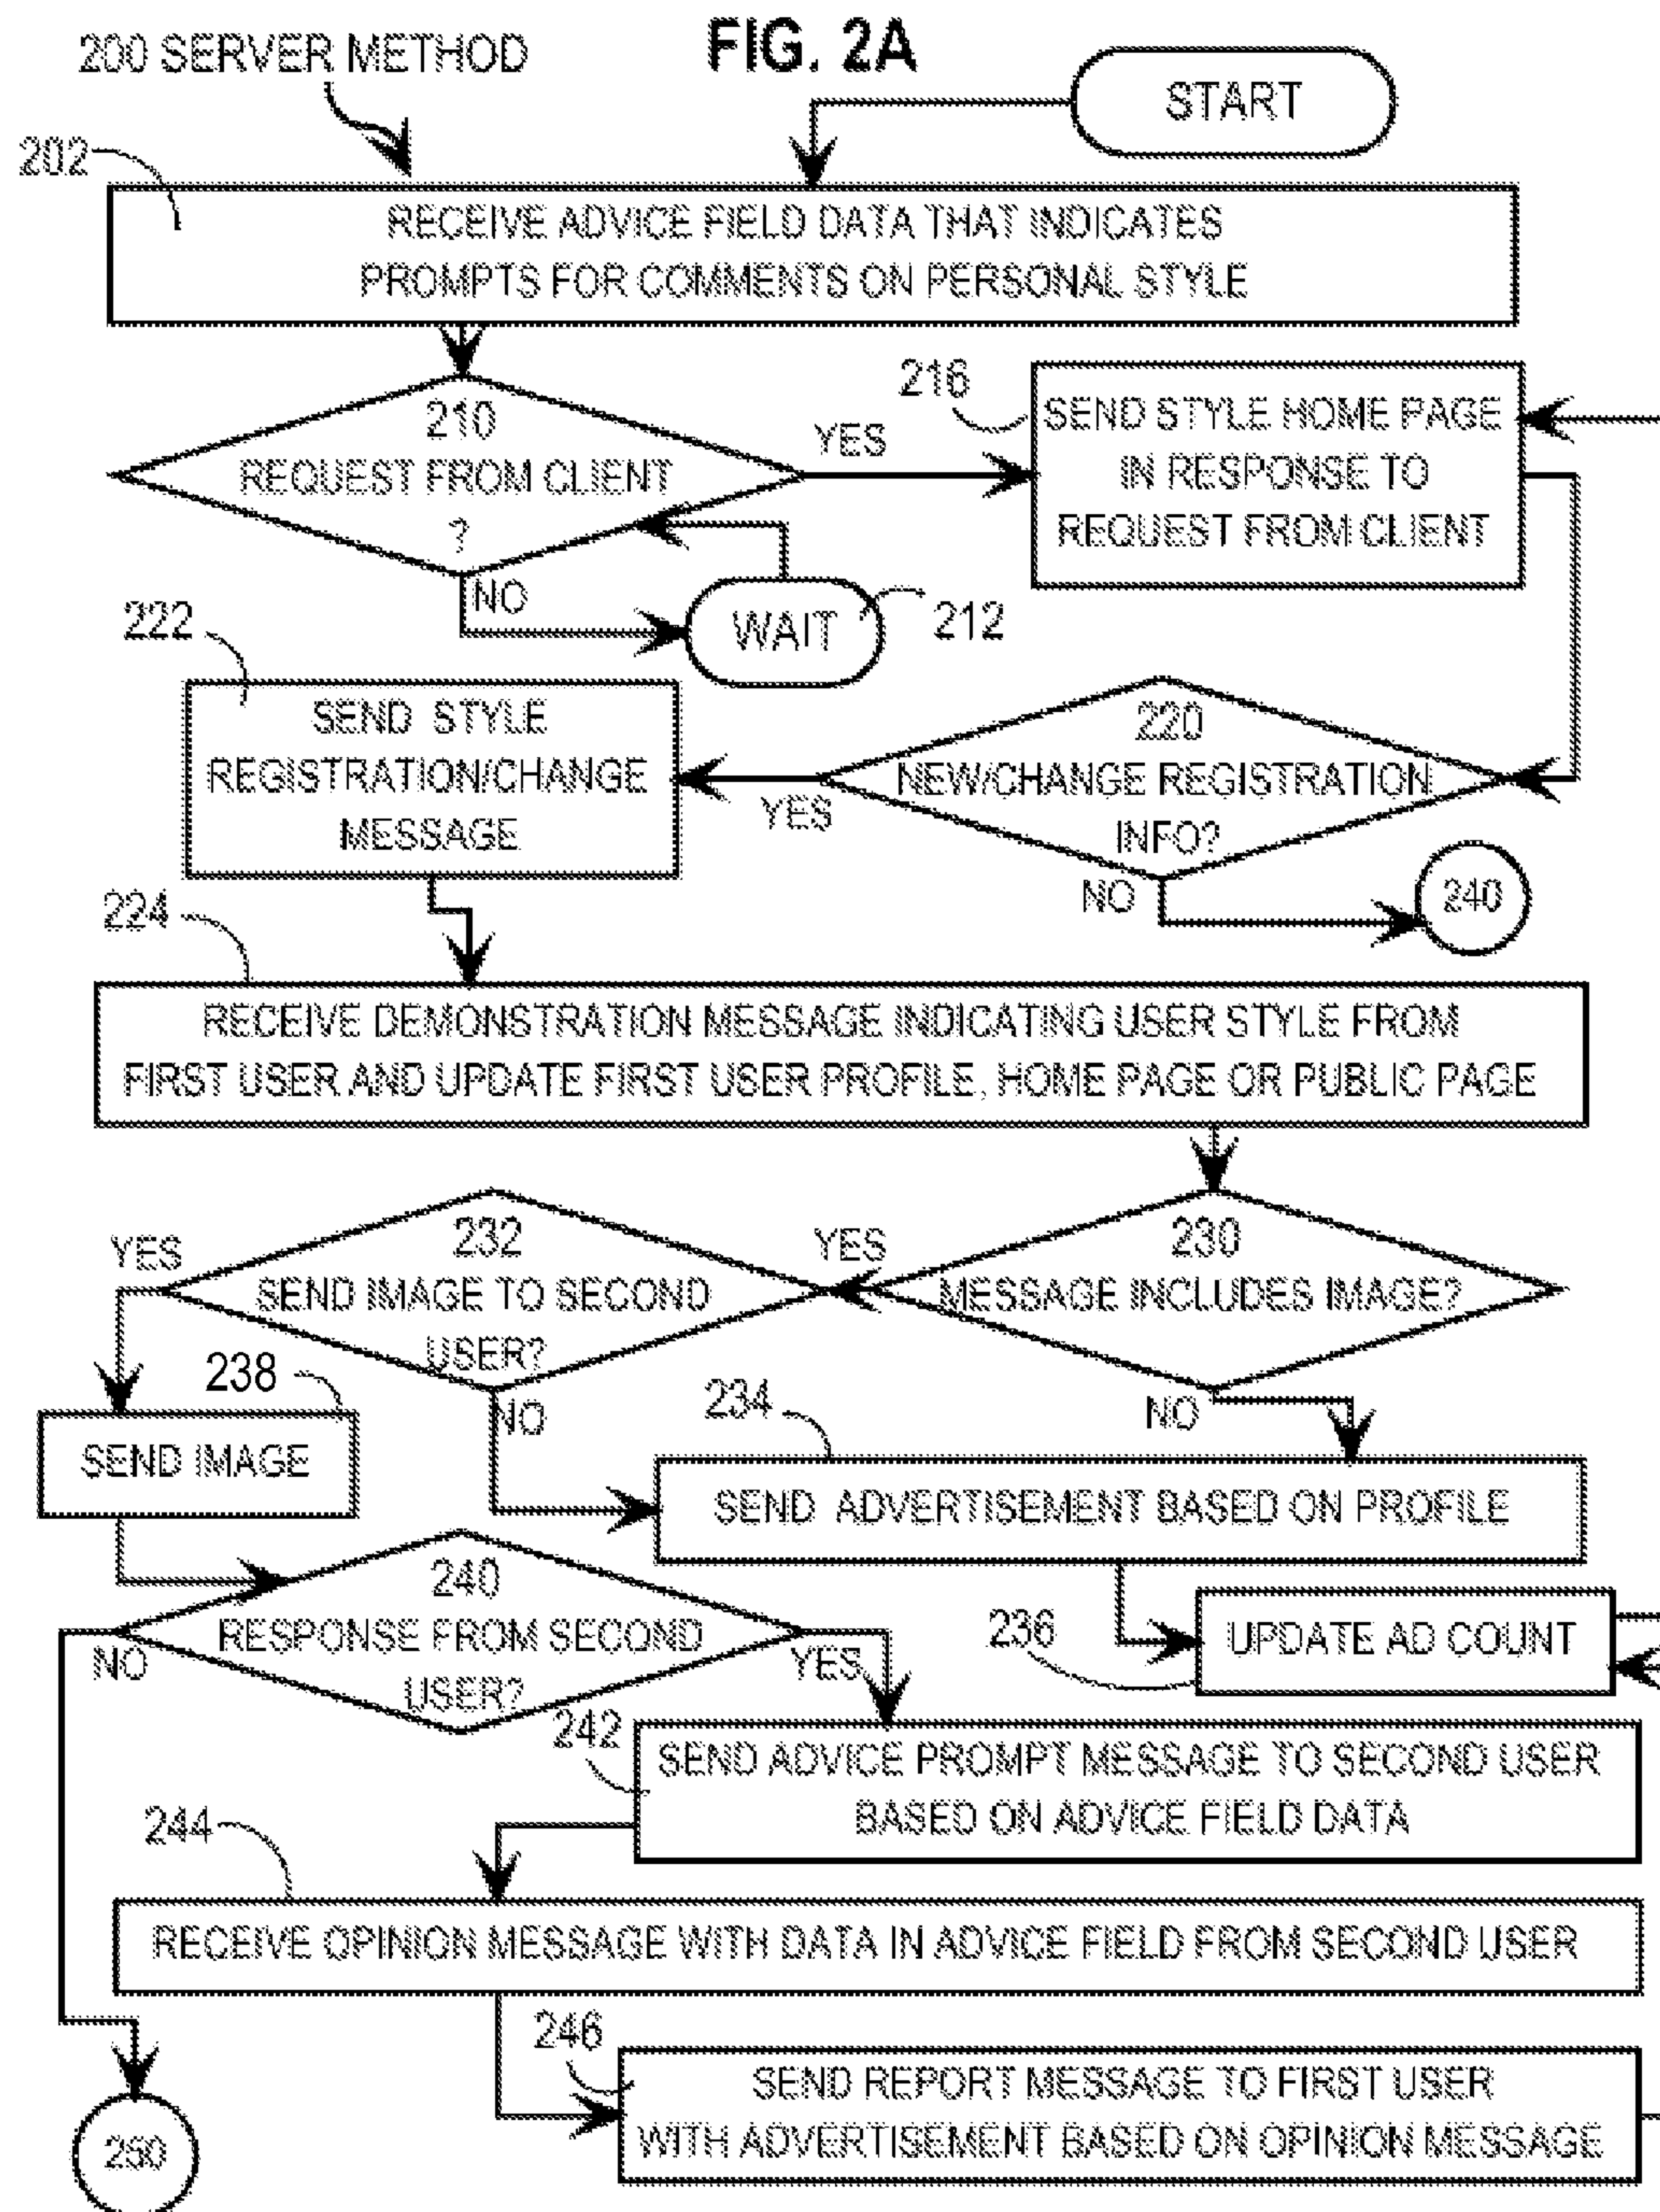 FIG. 2A
200 SERVER METHOD
START
202
RECEIVE ADVICE FIELD DATA THAT INDICATES
PROMPTS FOR COMMENTS ON PERSONAL STYLE
210
REQUEST FROM CLIENT
?
YES
NO
WAIT
212
216
SEND STYLE HOME PAGE
IN RESPONSE TO
REQUEST FROM CLIENT
220
NEW/CHANGE REGISTRATION
INFO?
YES
NO
240
222
SEND STYLE
REGISTRATION/CHANGE
MESSAGE
224
RECEIVE DEMONSTRATION MESSAGE INDICATING USER STYLE FROM
FIRST USER AND UPDATE FIRST USER PROFILE, HOME PAGE OR PUBLIC PAGE
230
MESSAGE INCLUDES IMAGE?
YES
NO
232
SEND IMAGE TO SECOND
USER?
YES
NO
238
SEND IMAGE
234
SEND ADVERTISEMENT BASED ON PROFILE
236
UPDATE AD COUNT
240
RESPONSE FROM SECOND
USER?
NO
YES
242
SEND ADVICE PROMPT MESSAGE TO SECOND USER
BASED ON ADVICE FIELD DATA
244
RECEIVE OPINION MESSAGE WITH DATA IN ADVICE FIELD FROM SECOND USER
246
SEND REPORT MESSAGE TO FIRST USER
WITH ADVERTISEMENT BASED ON OPINION MESSAGE
250